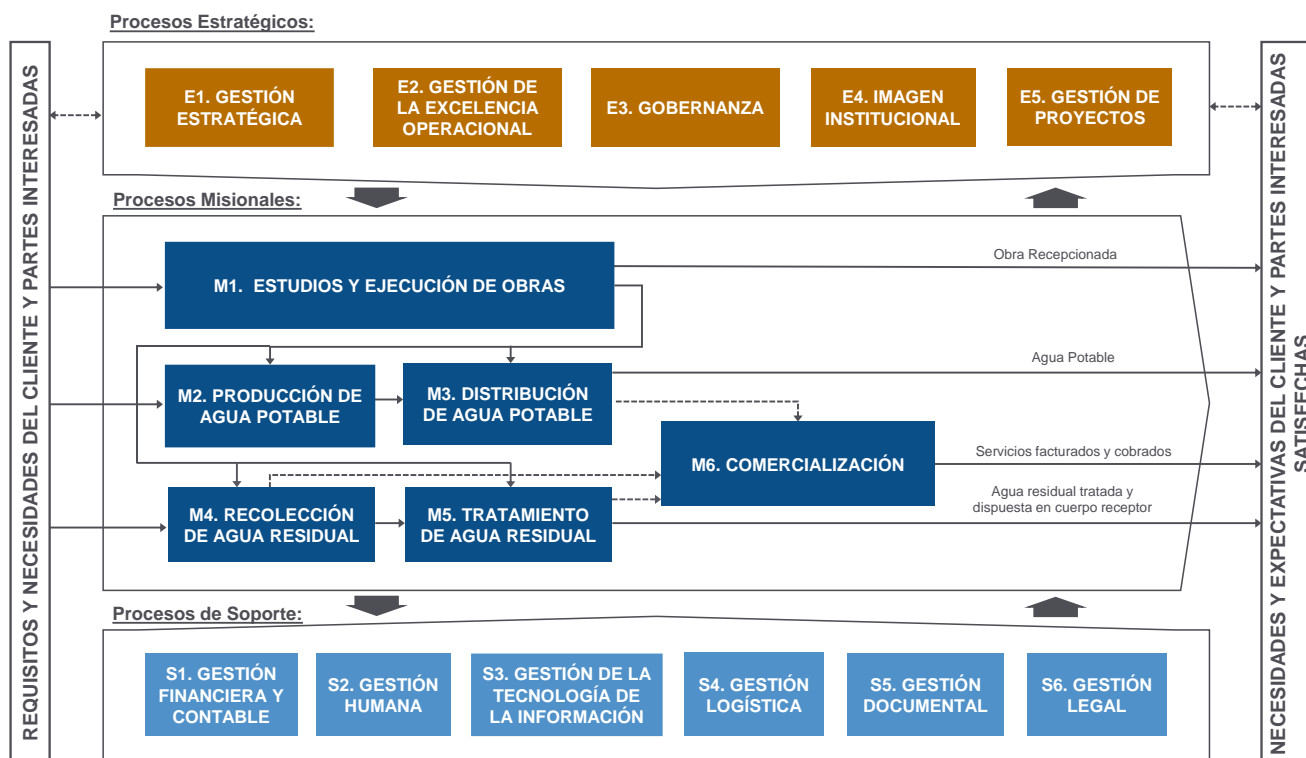 Procesos Estratégicos:
REQUISITOS Y NECESIDADES DEL CLIENTE Y PARTES INTERESADAS
E1. GESTIÓN
ESTRATÉGICA
E2. GESTIÓN DE
LA EXCELENCIA
OPERACIONAL
E3. GOBERNANZA
E4. IMAGEN
INSTITUCIONAL
E5. GESTIÓN DE
PROYECTOS
Procesos Misionales:
M1. ESTUDIOS Y EJECUCIÓN DE OBRAS
Obra Recepcionada
M2. PRODUCCIÓN DE
AGUA POTABLE
M3. DISTRIBUCIÓN
DE AGUA POTABLE
Agua Potable
M6. COMERCIALIZACIÓN
Servicios facturados y cobrados
M4. RECOLECCIÓN
DE AGUA RESIDUAL
M5. TRATAMIENTO
DE AGUA RESIDUAL
Agua residual tratada y
dispuesta en cuerpo receptor
Procesos de Soporte:
S1. GESTIÓN
FINANCIERA Y
CONTABLE
S2. GESTIÓN
HUMANA
S3. GESTIÓN DE LA
TECNOLOGÍA DE
LA INFORMACIÓN
S4. GESTIÓN
LOGÍSTICA
S5. GESTIÓN
DOCUMENTAL
S6. GESTIÓN
LEGAL
NECESIDADES Y EXPECTATIVAS DEL CLIENTE Y PARTES INTERESADAS
SATISFECHAS